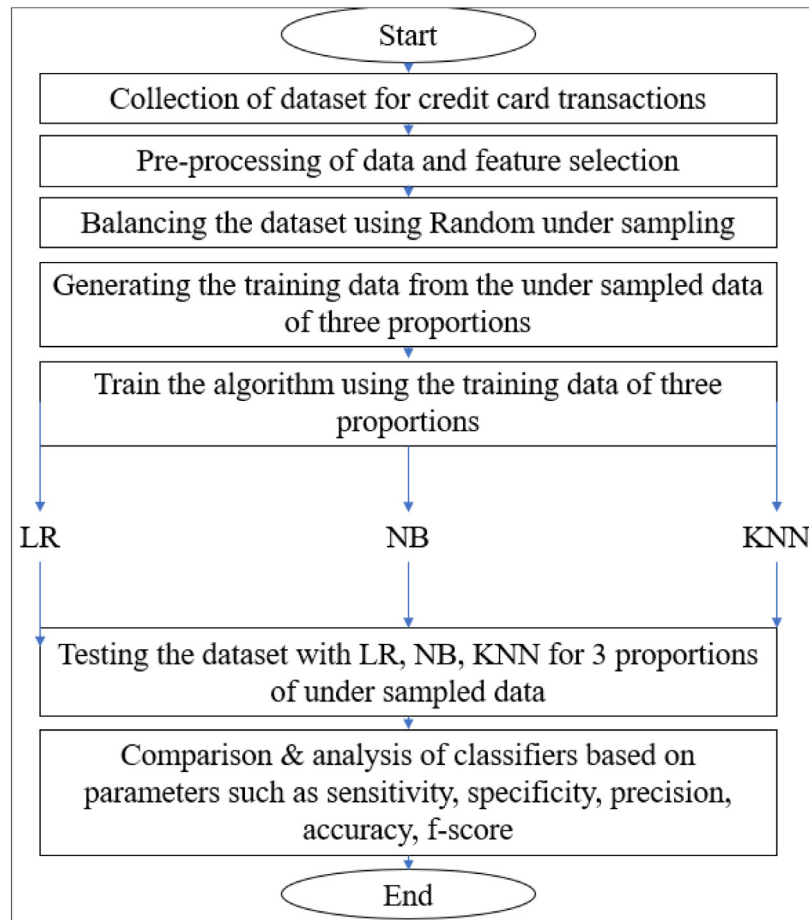 Start
Collection of dataset for credit card transactions
Pre-processing of data and feature selection
Balancing the dataset using Random under sampling
Generating the training data from the under sampled data
of three proportions
Train the algorithm using the training data of three
proportions
LR
NB
KNN
Testing the dataset with LR, NB, KNN for 3 proportions
of under sampled data
Comparison & analysis of classifiers based on
parameters such as sensitivity, specificity, precision,
accuracy, f-score
End